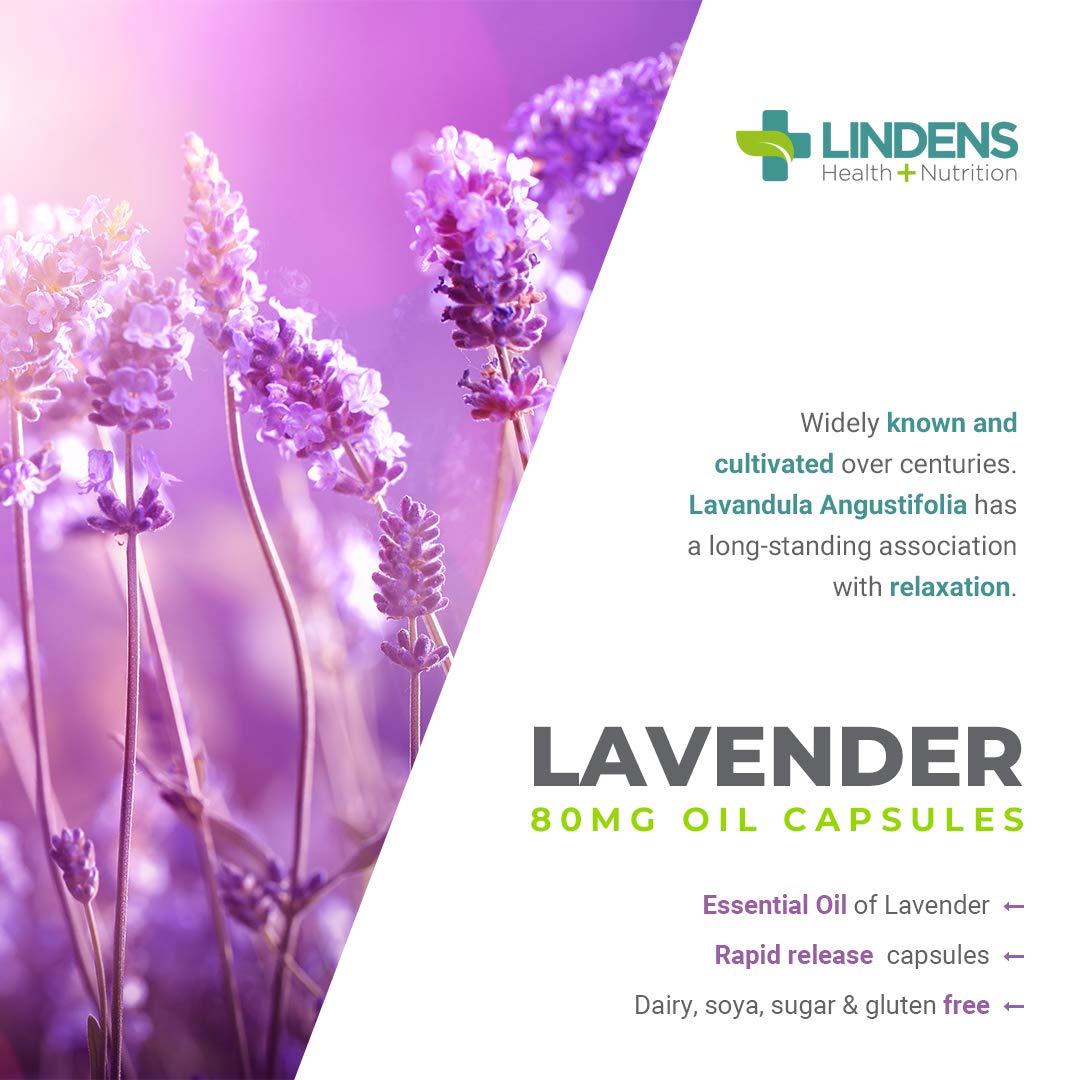 LINDENS
Health + Nutrition
Widely known and
cultivated over centuries.
Lavandula Angustifolia has
a long-standing association
with relaxation.
LAVENDER
80MG OIL CAPSULES
Essential Oil of Lavender ←
Rapid release capsules ←
Dairy, soya, sugar & gluten free ←